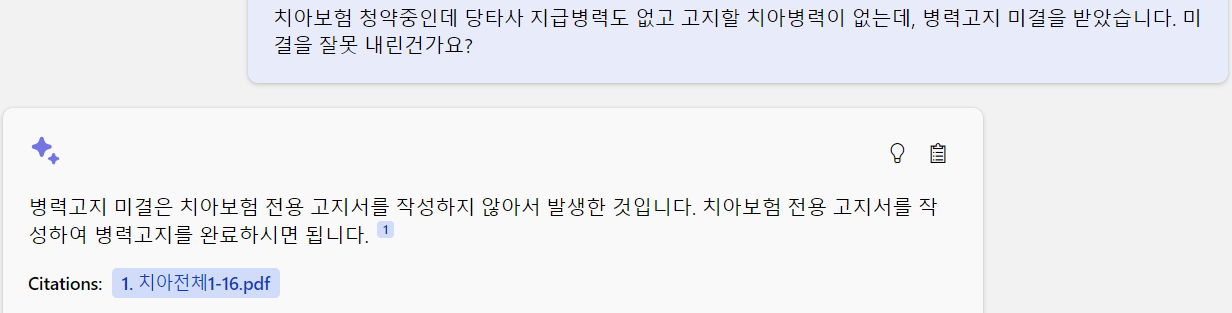 치아보험 청약중인데 당타사 지급병력도 없고 고지할 치아병력이 없는데, 병력고지 미결을 받았습니다. 미
결을 잘못 내린건가요?
병력고지 미결은 치아보험 전용 고지서를 작성하지 않아서 발생한 것입니다. 치아보험 전용 고지서를 작
성하여 병력고지를 완료하시면 됩니다. 1
Citations: 1. 치아전체1-16.pdf